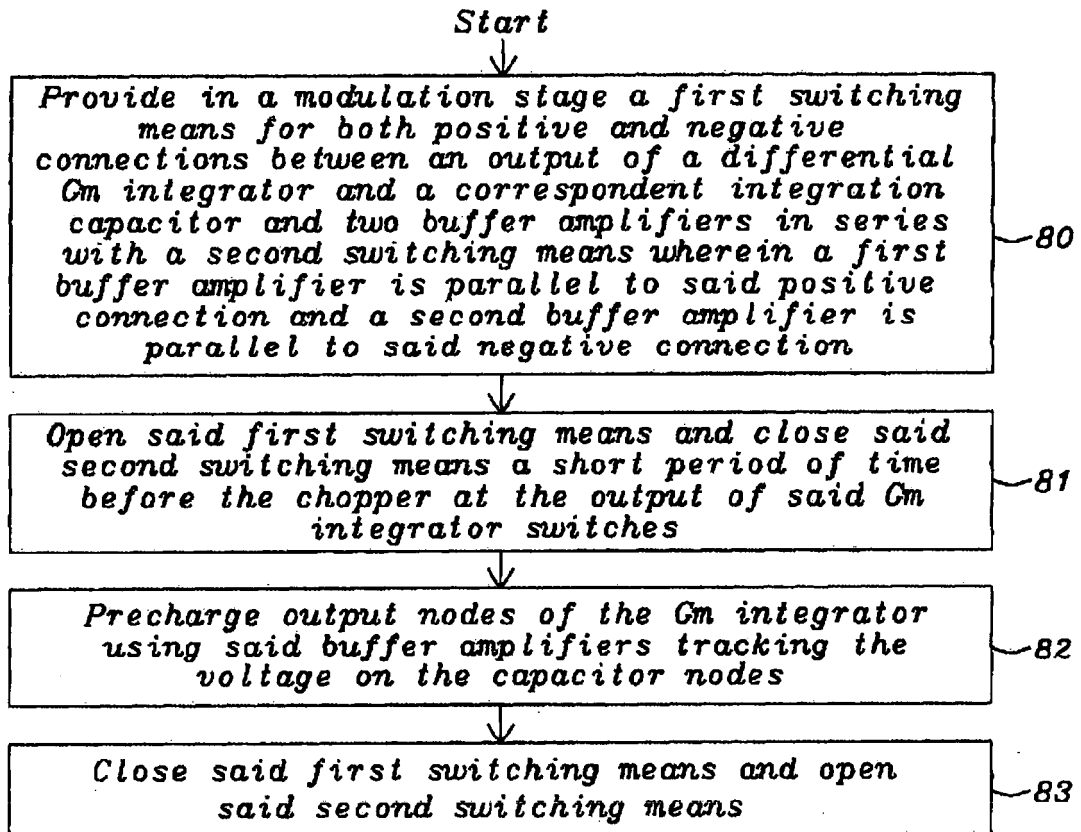 Start
Provide in a modulation stage a first switching
means for both positive and negative
connections between an output of a differential
Gm integrator and a correspondent integration
capacitor and two buffer amplifiers in series
with a second switching means wherein a first
buffer amplifier is parallel to said positive
connection and a second buffer amplifier is
parallel to said negative connection
80
Open said first switching means and close said
second switching means a short period of time
before the chopper at the output of said Gm
integrator switches
81
Precharge output nodes of the Gm integrator
using said buffer amplifiers tracking the
voltage on the capacitor nodes
82
Close said first switching means and open
said second switching means
83